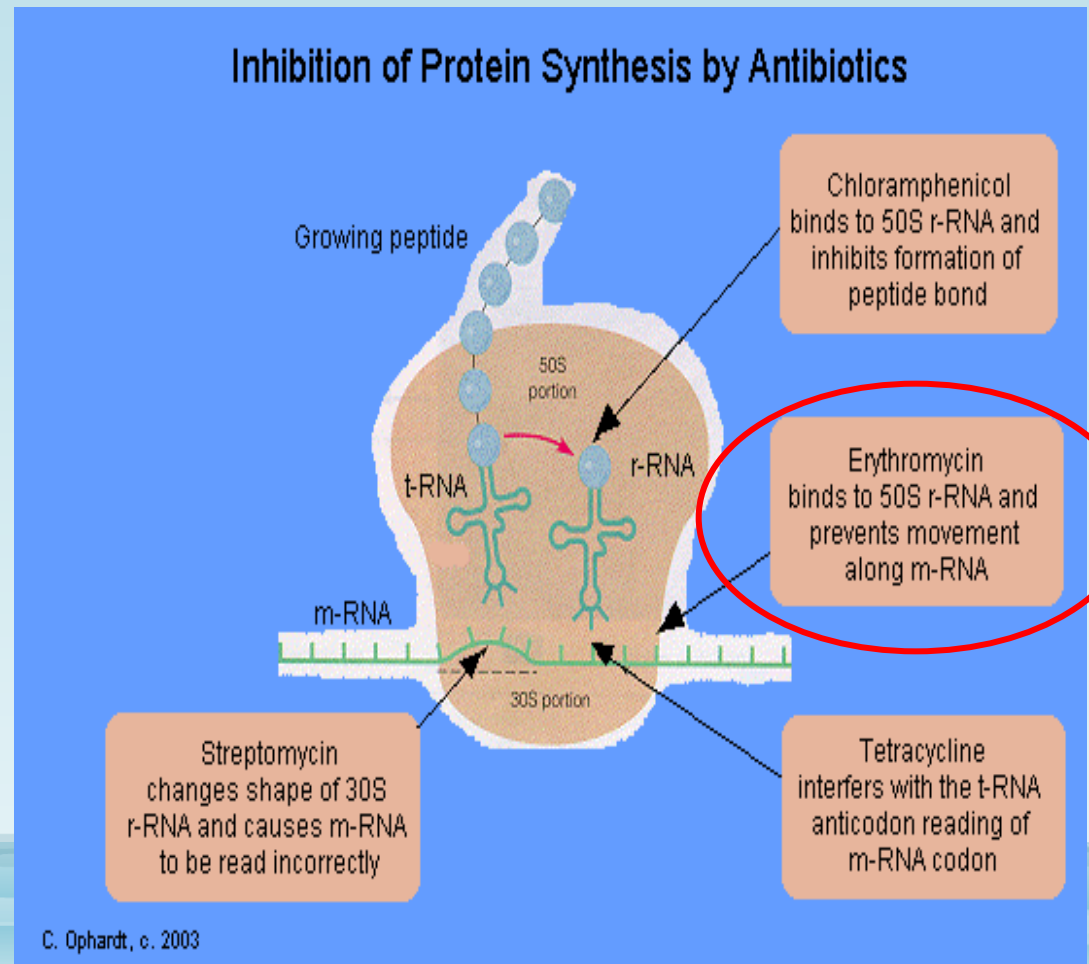 Inhibition of Protein Synthesis by Antibiotics
Growing peptide
Chloramphenicol
binds to 50S r-RNA and
inhibits formation of
peptide bond
50S
portion
t-RNA
r-RNA
Erythromycin
binds to 50S r-RNA and
prevents movement
along m-RNA
m-RNA
30S portion
Streptomycin
changes shape of 30S
r-RNA and causes m-RNA
to be read incorrectly
Tetracycline
interfers with the t-RNA
anticodon reading of
m-RNA codon
C. Ophardt, c. 2003